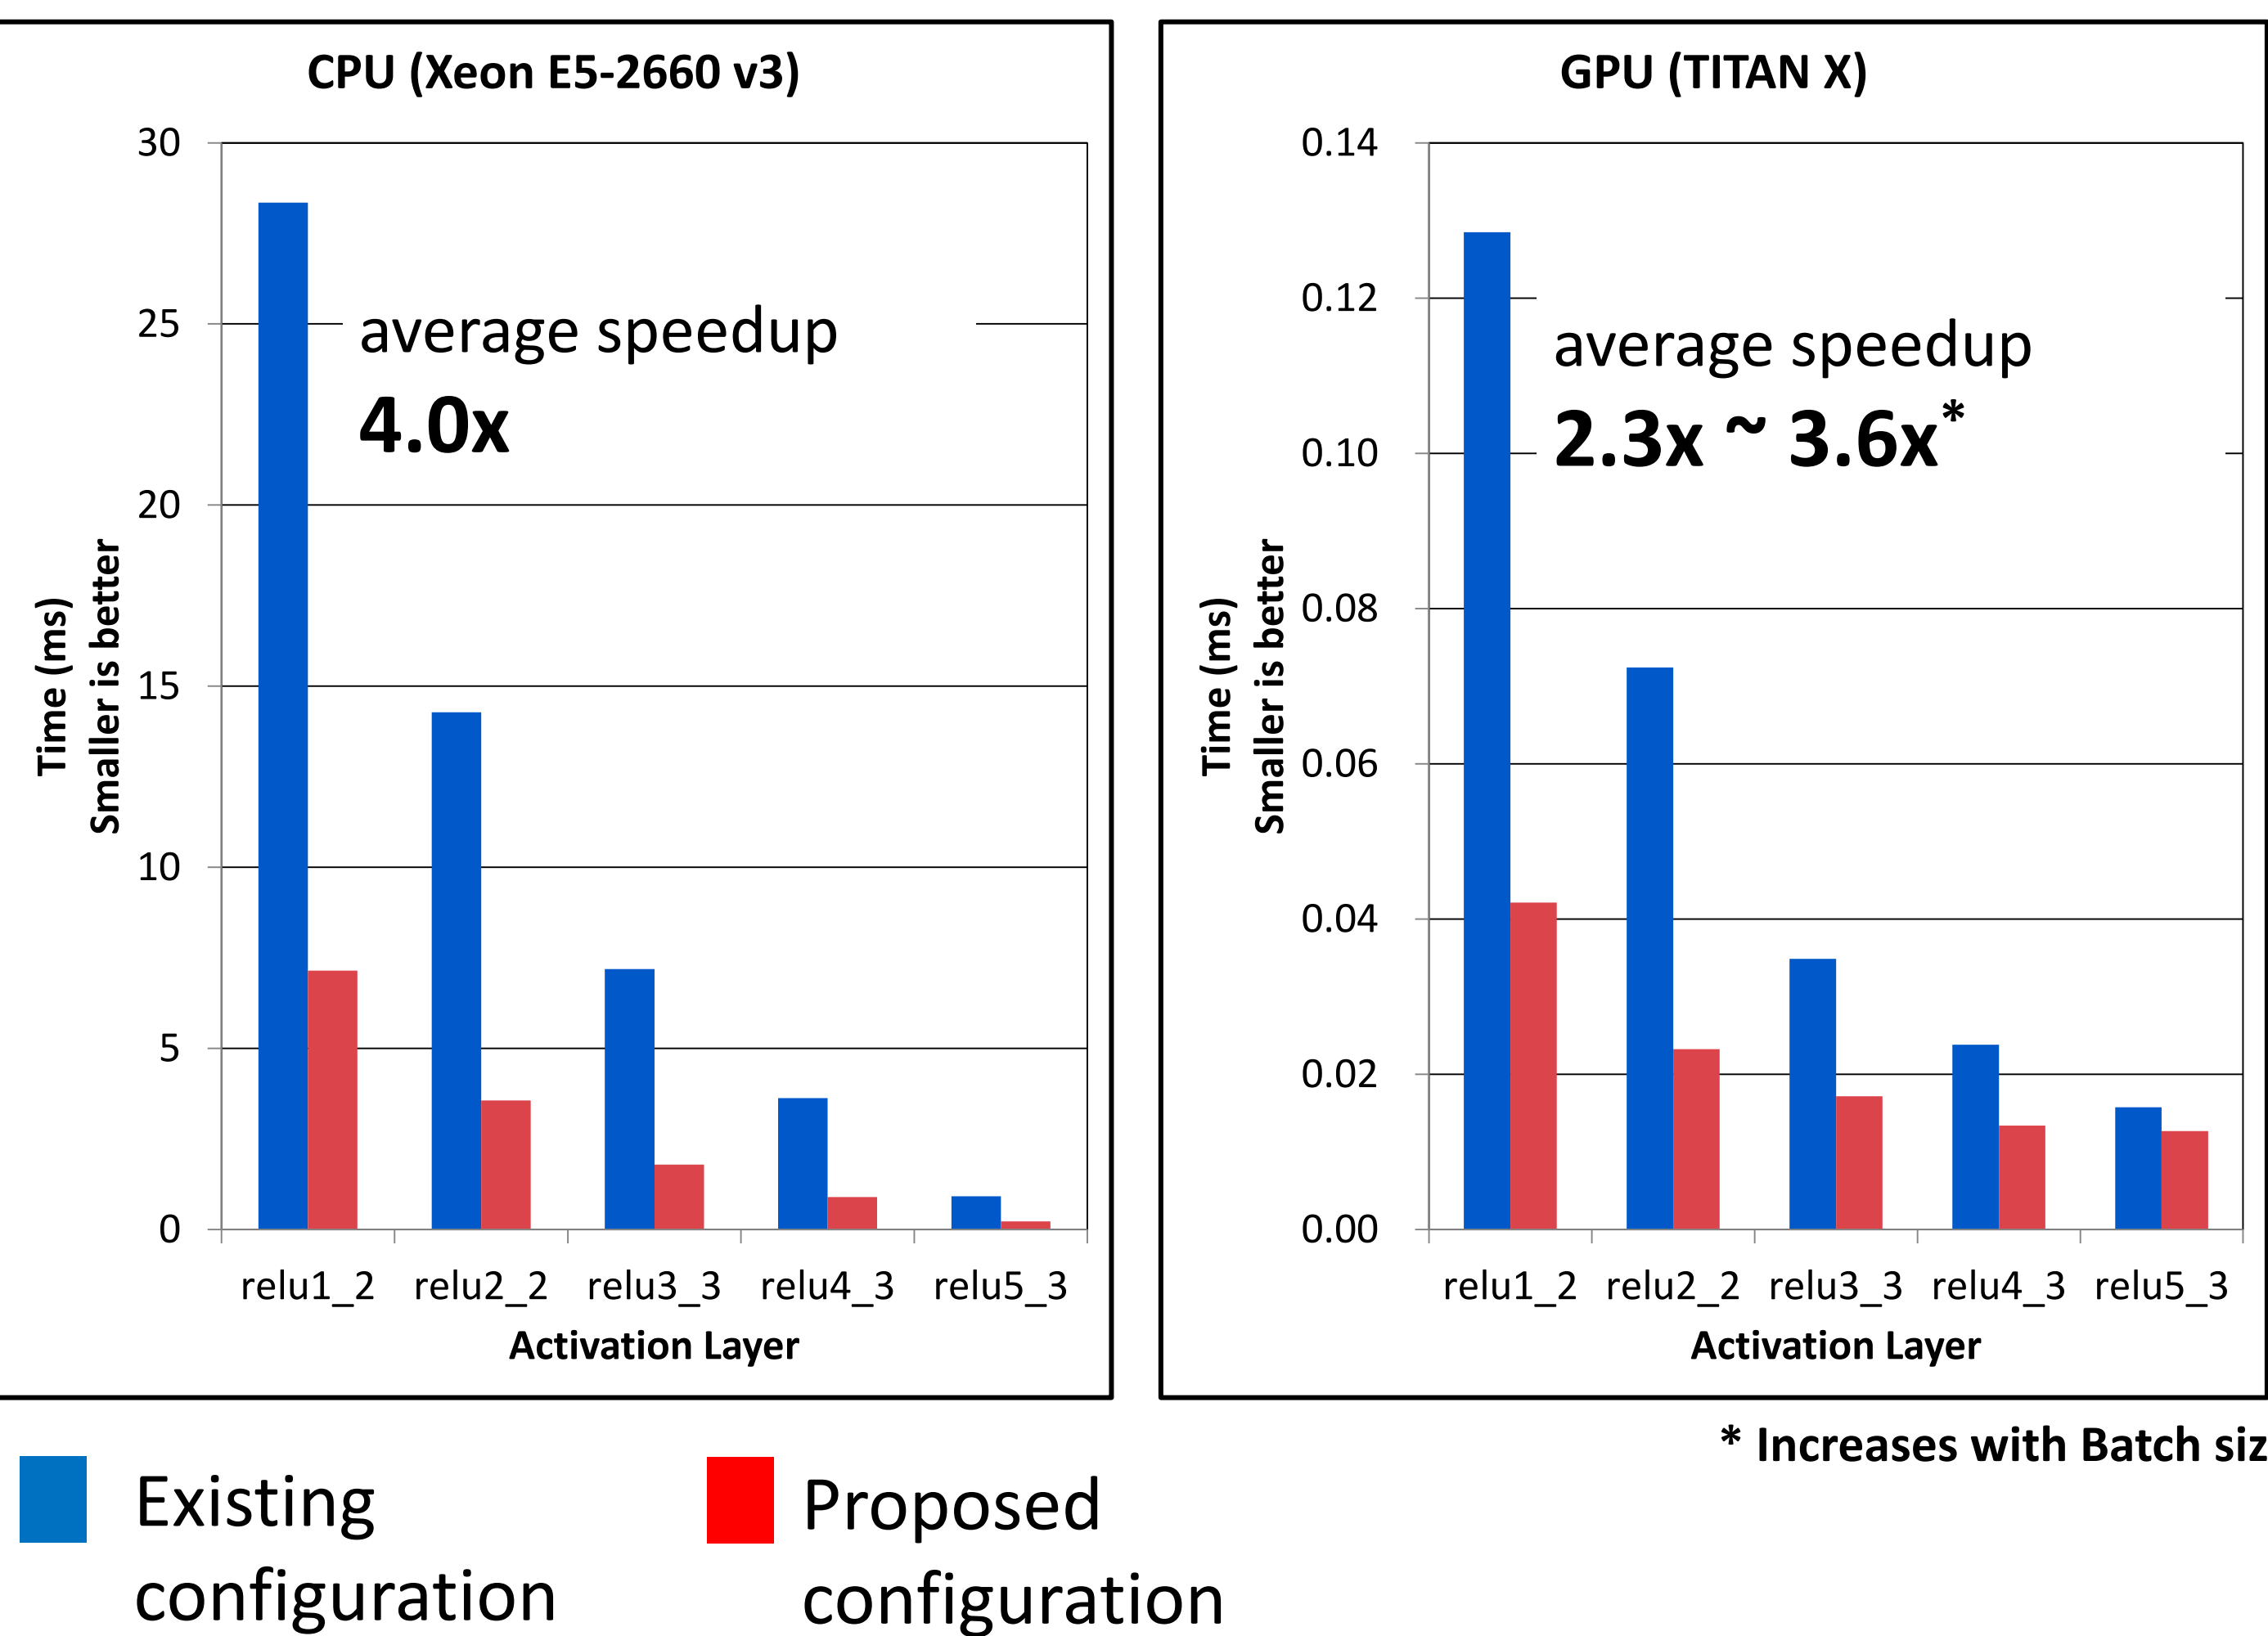 CPU (Xeon E5-2660 v3)
30
25
20
15
10
5
0
average speedup
4.0x
Time (ms)
Smaller is better
relu1_2 relu2_2 relu3_3 relu4_3 relu5_3
Activation Layer
GPU (TITAN X)
0.14
0.12
0.10
0.08
0.06
0.04
0.02
0.00
average speedup
2.3x ~ 3.6x*
Time (ms)
Smaller is better
relu1_2 relu2_2 relu3_3 relu4_3 relu5_3
Activation Layer
* Increases with Batch siz
Existing
configuration
Proposed
configuration